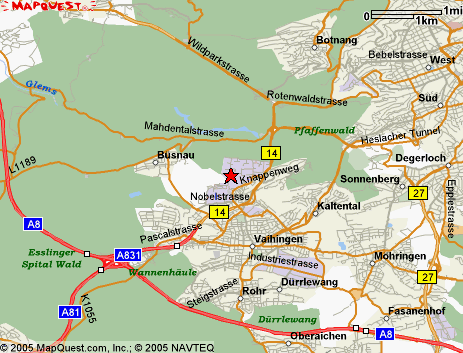 MAPQUEST
0
1mi
1km
Wildparkstrasse
Botnang
Bebelstrasse
West
Glems
Rotenwaldstrasse
Süd
Mahdentalstrasse
Pfaffenwald
Heslacher Tunnel
14
L1189
Busnau
Degerloch
Knappenweg
Sonnenberg
Epplestrasse
27
Nobelstrasse
Kaltental
14
A8
Pascalstrasse
Esslinger
Spital Wald
A831
Vaihingen
Wannenhäule
Industriestrasse
Mohringen
27
Steigstrasse
Dürrlewang
K1055
Rohr
A81
Fasanenhof
Dürrlewang
A8
Oberaichen
© 2005 MapQuest.com, Inc.; © 2005 NAVTEQ